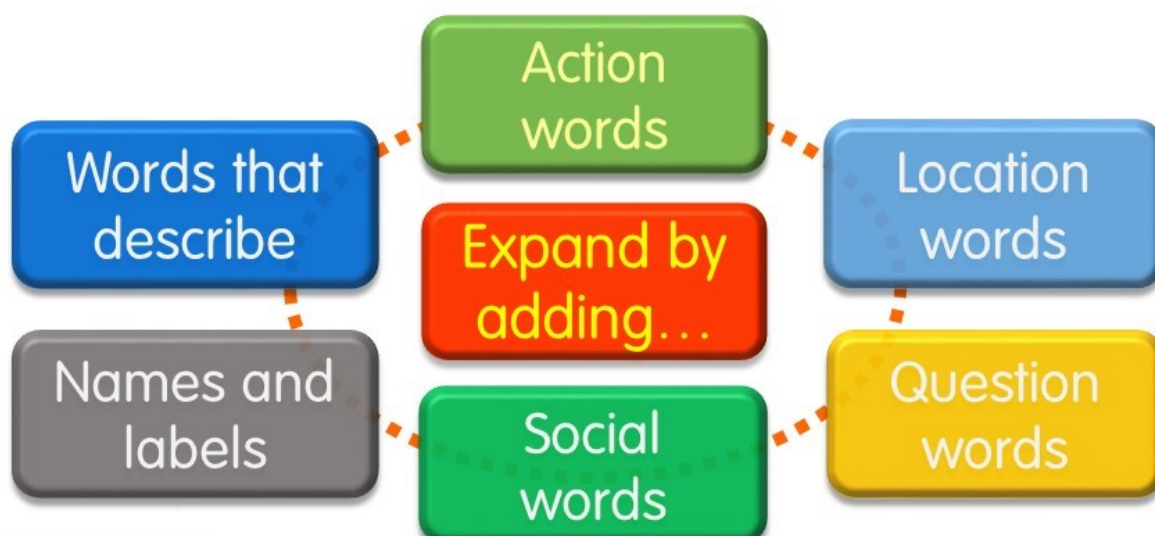 Action
words
Words that
describe
Location
words
Expand by
adding...
Names and
labels
Question
words
Social
words